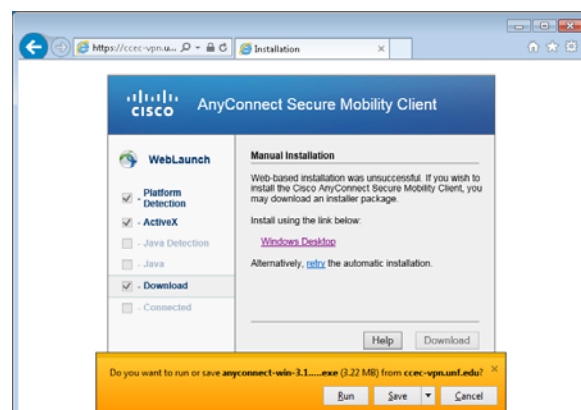 https://ccec-vpn.u...
Installation
CISCO
AnyConnect Secure Mobility Client
WebLaunch
- Platform
Detection
- ActiveX
- Java Detection
- Java
- Download
- Connected
Manual Installation
Web-based installation was unsuccessful. If you wish to
install the Cisco AnyConnect Secure Mobility Client, you
may download an installer package.
Install using the link below:
Windows Desktop
Alternatively, retry the automatic installation.
Help
Download
Do you want to run or save anyconnect-win-3.1.....exe (3.22 MB) from ccec-vpn.unf.edu?
Run
Save
Cancel